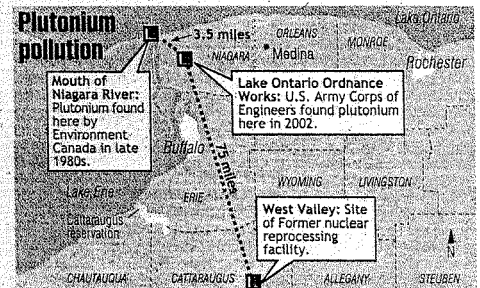 Plutonium
pollution
Lake Ontario
3.5 miles
ORLEANS
MONROE
NIAGARA
Medina
Rochester
Mouth of
Niagara River:
Plutonium found
here by
Environment
Canada in late
1980s.
Lake Ontario Ordnance
Works: U.S. Army Corps of
Engineers found plutonium
here in 2002.
Buffalo
75 miles
Lake Erie
ERIE
WYOMING
LIVINGSTON
Cattaraugus
reservation
West Valley: Site
of Former nuclear
reprocessing
facility.
N
CHAUTAUQUA
CATTARAUGUS
ALLEGANY
STEUBEN